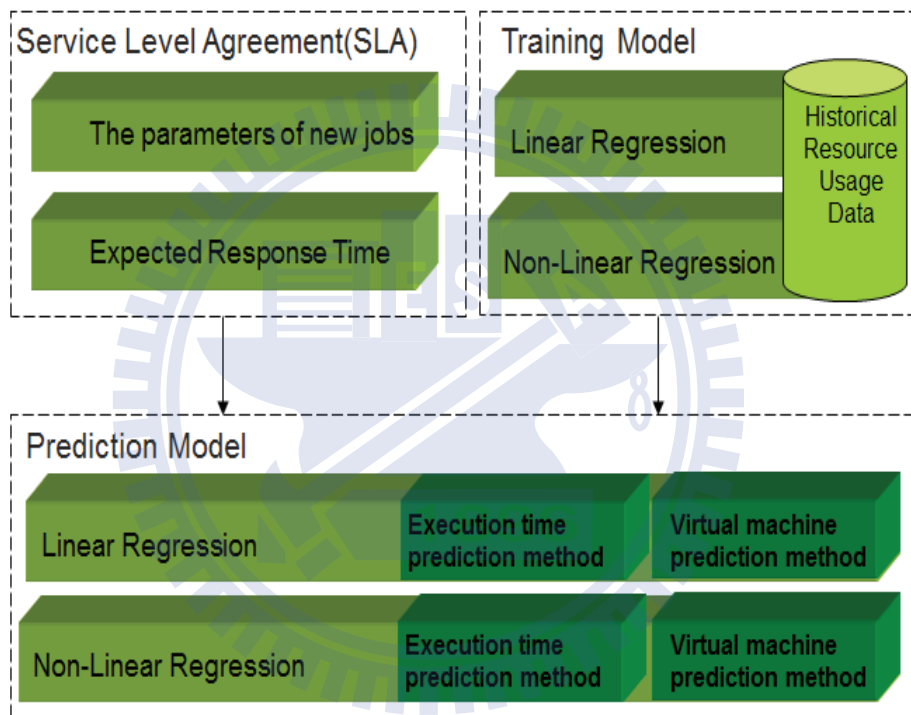 Service Level Agreement(SLA)
The parameters of new jobs
Expected Response Time
Training Model
Linear Regression
Non-Linear Regression
Historical
Resource
Usage
Data
Prediction Model
Linear Regression
Execution time
prediction method
Virtual machine
prediction method
Non-Linear Regression
Execution time
prediction method
Virtual machine
prediction method